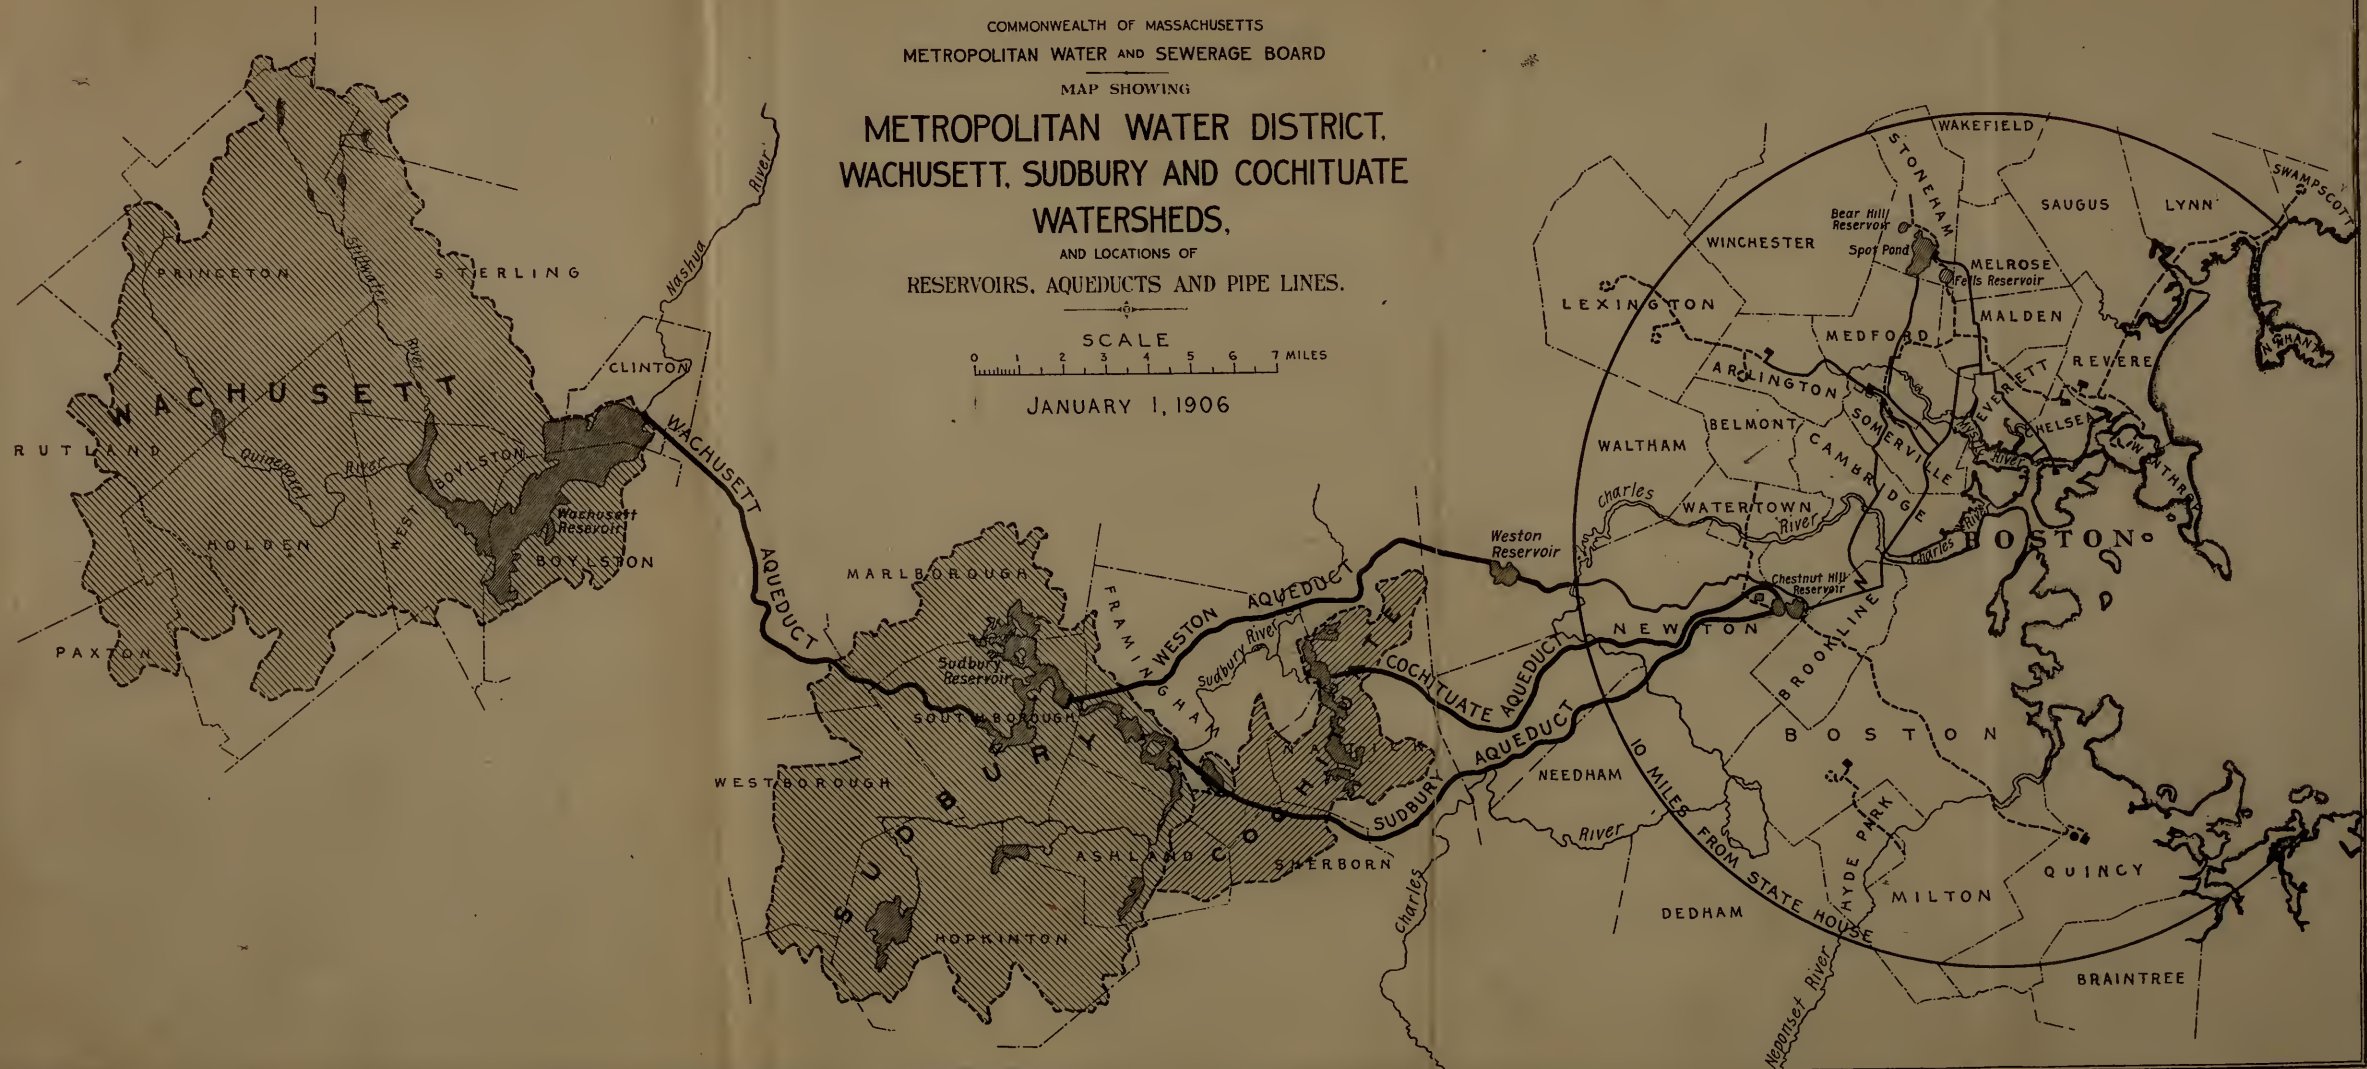 COMMONWEALTH OF MASSACHUSETTS
METROPOLITAN WATER AND SEWERAGE BOARD
MAP SHOWING
METROPOLITAN WATER DISTRICT,
WACHUSETT, SUDBURY AND COCHITUATE
WATERSHEDS,
AND LOCATIONS OF
RESERVOIRS, AQUEDUCTS AND PIPE LINES.
SCALE
0 1 2 3 4 5 6 7 MILES
JANUARY 1, 1906
PRINCETON
STERLING
Stillwater
River
Nashua
River
CLINTON
WACHUSETT
RUTLAND
Quinepoxet
River
WEST
BOYLSTON
Wachusett
Reservoir
HOLDEN
BOYLSTON
PAXTON
WACHUSETT
AQUEDUCT
MARLBOROUGH
FRAMINGHAM
Sudbury
Reservoir
SOUTHBOROUGH
WESTBOROUGH
SUDBURY
ASHLAND
HOPKINTON
WESTON AQUEDUCT
Sudbury
River
COCHITUATE
NATICK
SHERBORN
COCHITUATE AQUEDUCT
SUDBURY AQUEDUCT
Weston
Reservoir
NEEDHAM
River
Charles
DEDHAM
Neponset River
10 MILES FROM STATE HOUSE
WAKEFIELD
STONEHAM
SWAMPSCOTT
SAUGUS
LYNN
Bear Hill
Reservoir
Spot Pond
WINCHESTER
MELROSE
Fells Reservoir
LEXINGTON
MALDEN
MEDFORD
NAHANT
REVERE
EVERETT
ARLINGTON
CHELSEA
Mystic
River
BELMONT
SOMERVILLE
WALTHAM
CAMBRIDGE
WINTHROP
Charles
WATERTOWN
River
Charles
River
BOSTON
Chestnut Hill
Reservoir
NEWTON
BROOKLINE
BOSTON
HYDE PARK
QUINCY
MILTON
BRAINTREE